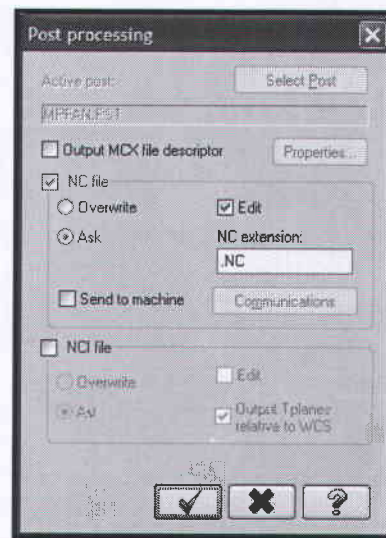 Post processing
Active post:
Select Post
MPFAN.PST
Output MCX file descriptor
Properties...
NC file
Overwrite
Edit
Ask
NC extension:
.NC
Send to machine
Communications
NCI file
Overwrite
Edit
Ask
Output Tplanes
relative to WCS